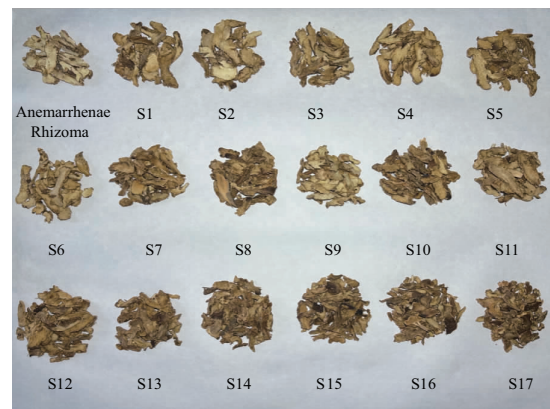 Anemarrhenae
Rhizoma
S1
S2
S3
S4
S5
S6
S7
S8
S9
S10
S11
S12
S13
S14
S15
S16
S17